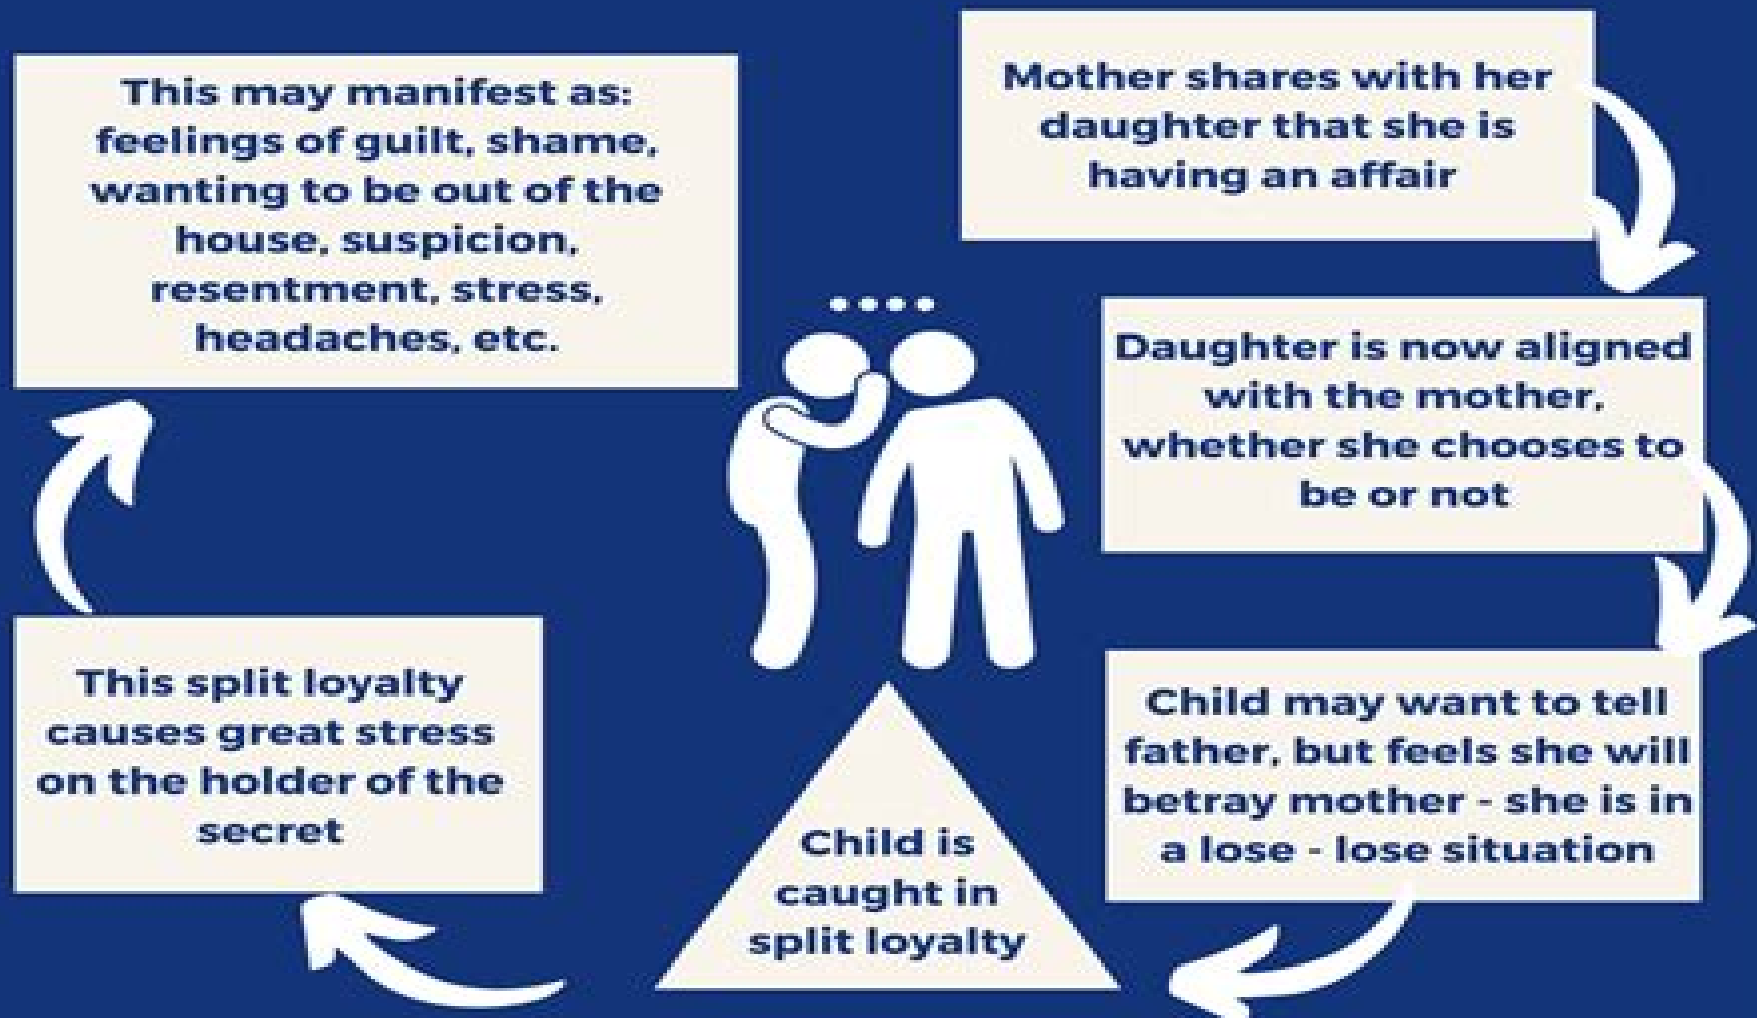 Mother shares with her
daughter that she is
having an affair
Daughter is now aligned
with the mother,
whether she chooses to
be or not
Child may want to tell
father, but feels she will
betray mother - she is in
a lose - lose situation
Child is
caught in
split loyalty
This split loyalty
causes great stress
on the holder of the
secret
This may manifest as:
feelings of guilt, shame,
wanting to be out of the
house, suspicion,
resentment, stress,
headaches, etc.